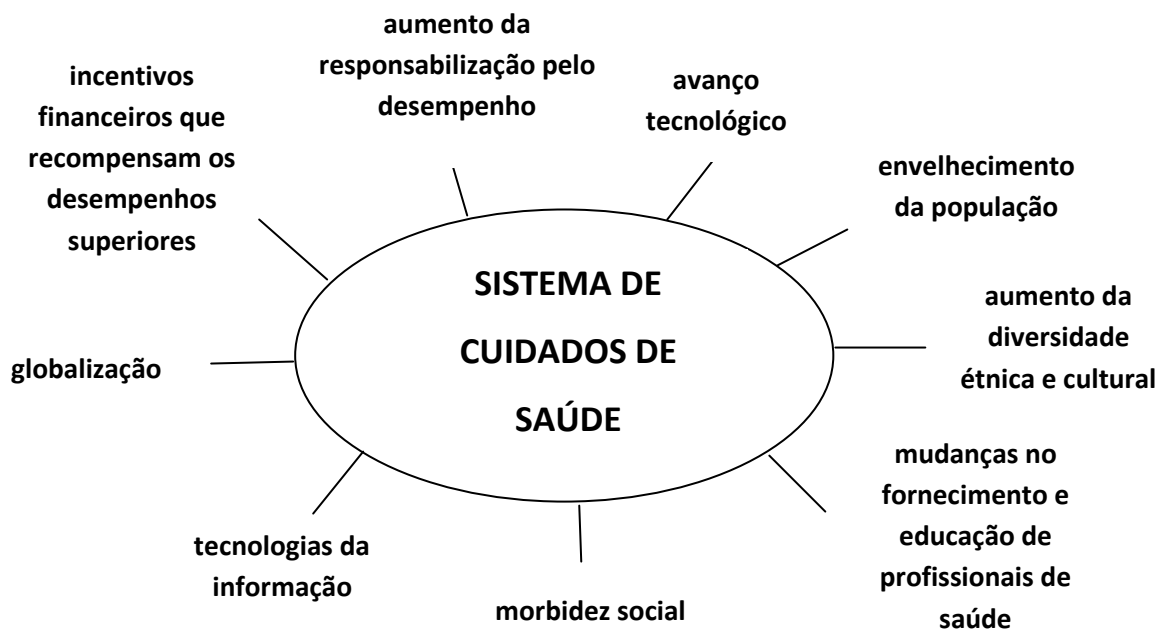 aumento da
responsabilização pelo
desempenho
incentivos
financeiros que
recompensam os
desempenhos
superiores
avanço
tecnológico
envelhecimento
da população
SISTEMA DE
CUIDADOS DE
SAÚDE
aumento da
diversidade
étnica e cultural
globalização
mudanças no
fornecimento e
educação de
profissionais de
saúde
tecnologias da
informação
morbidez social